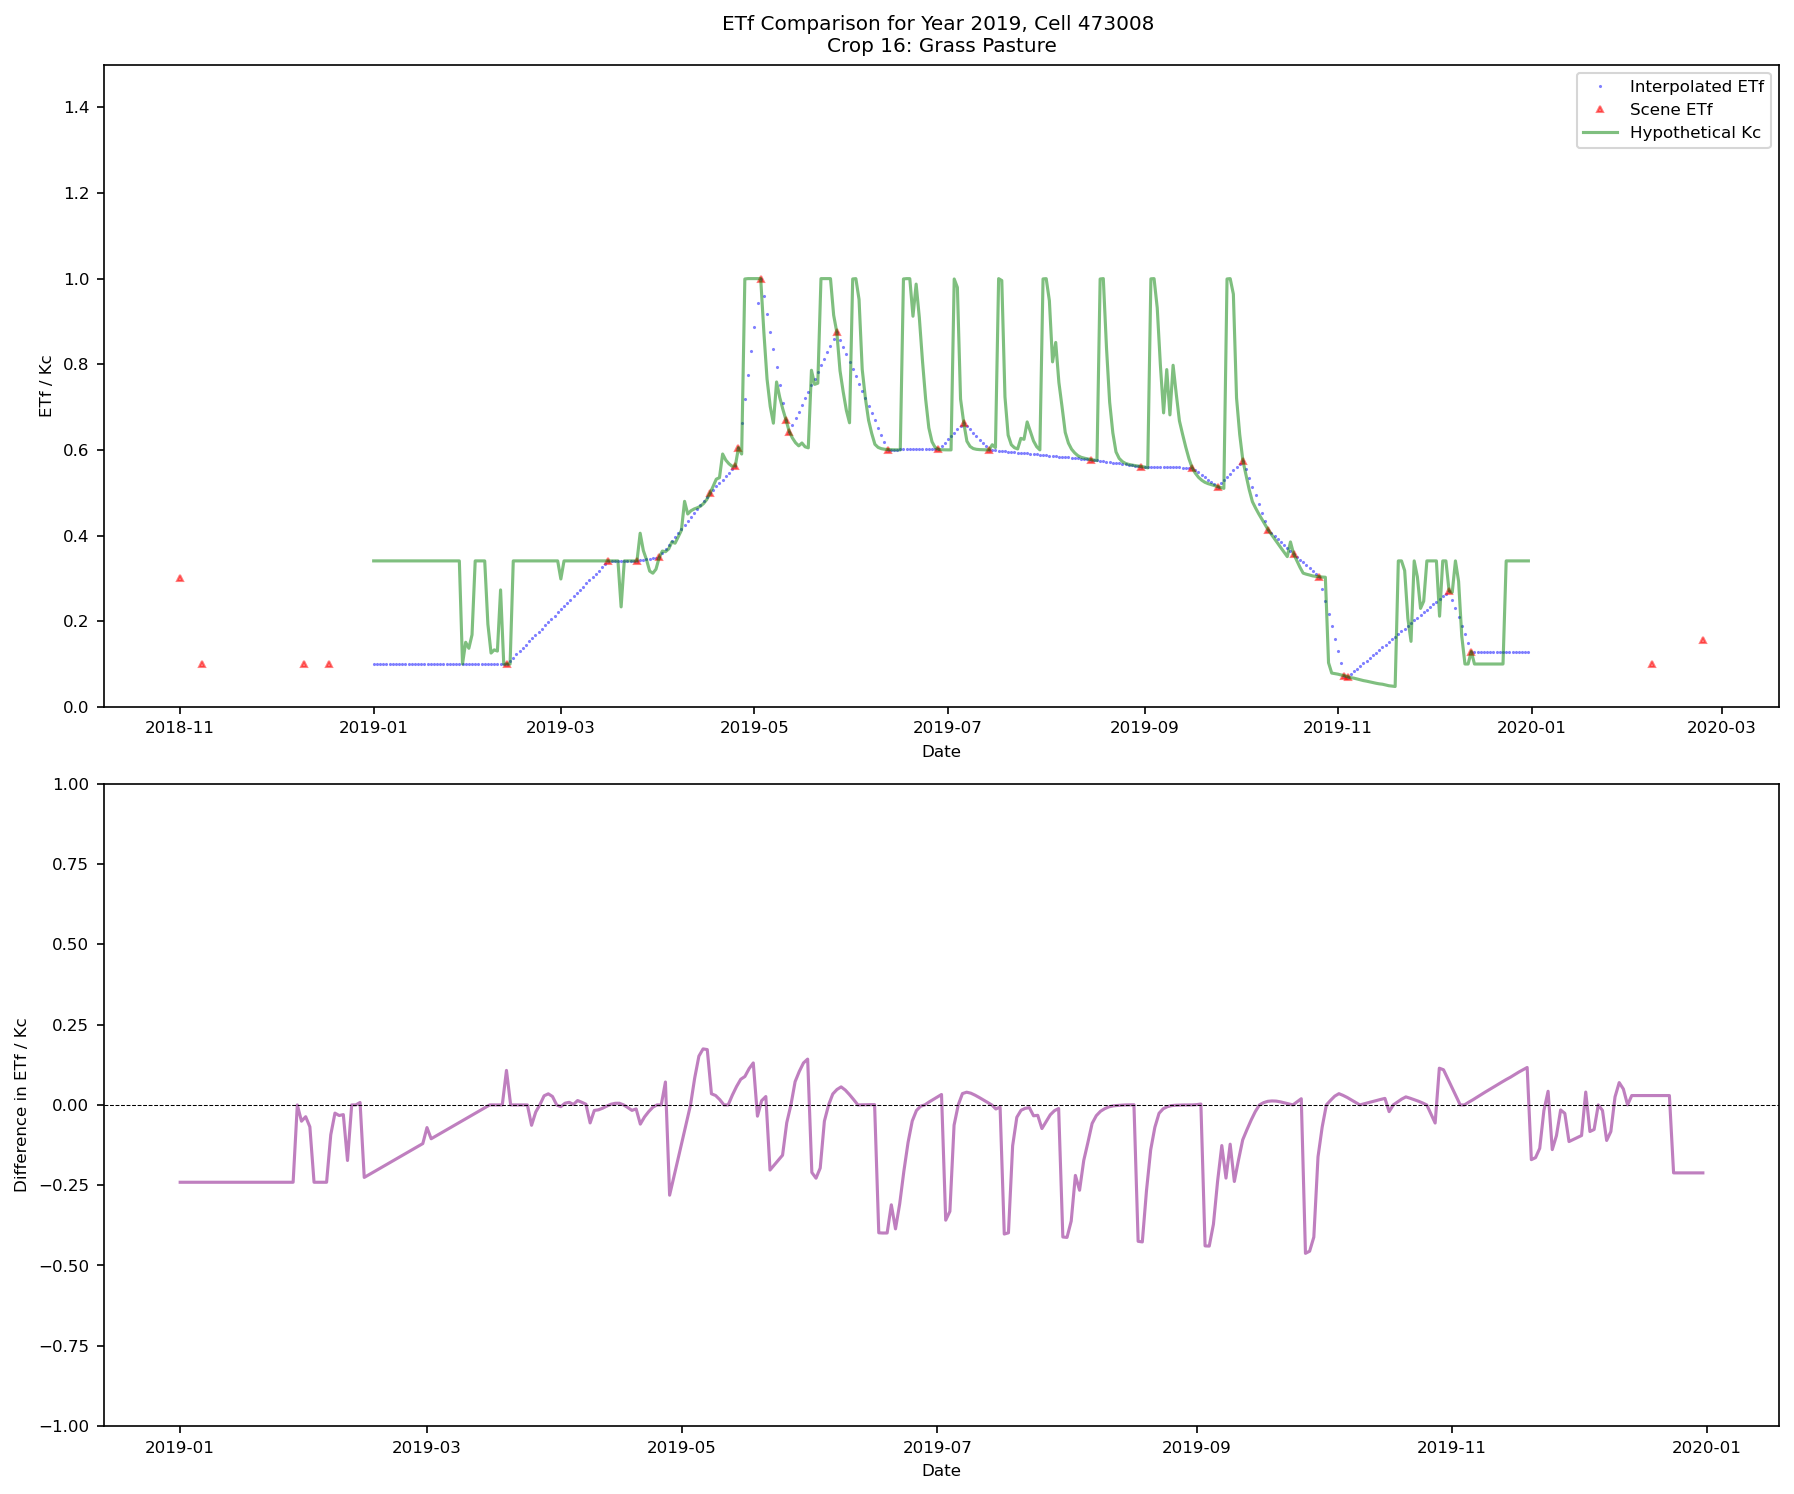 ETf Comparison for Year 2019, Cell 473008
Crop 16: Grass Pasture
Interpolated ETf
Scene ETf
Hypothetical Kc
ETf / Kc
1.4
1.2
1.0
0.8
0.6
0.4
0.2
0.0
2018-11 2019-01 2019-03 2019-05 2019-07 2019-09 2019-11 2020-01 2020-03
Date
Difference in ETf / Kc
1.00
0.75
0.50
0.25
0.00
−0.25
−0.50
−0.75
−1.00
2019-01 2019-03 2019-05 2019-07 2019-09 2019-11 2020-01
Date